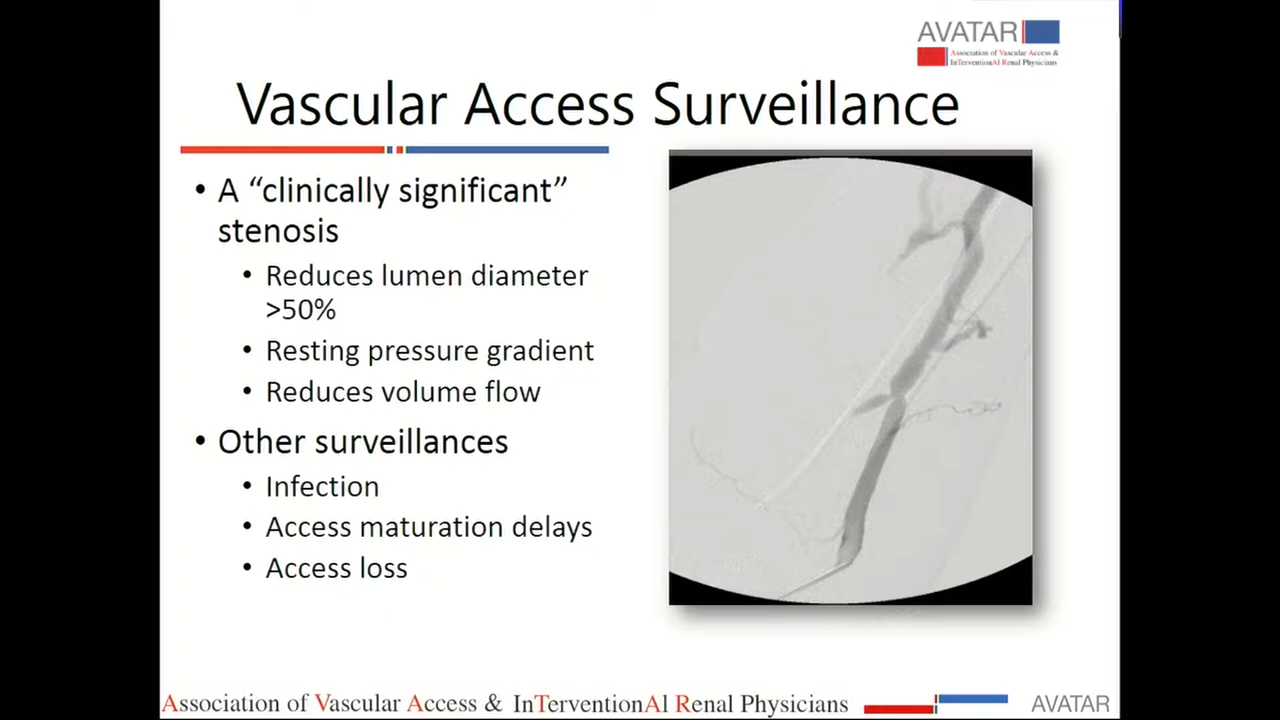 AVATAR
Association of Vascular Access &
InTerventionAl Renal Physicians
Vascular Access Surveillance
• A “clinically significant”
stenosis
• Reduces lumen diameter
>50%
• Resting pressure gradient
• Reduces volume flow
• Other surveillances
• Infection
• Access maturation delays
• Access loss
Association of Vascular Access & InTerventionAl Renal Physicians
AVATAR